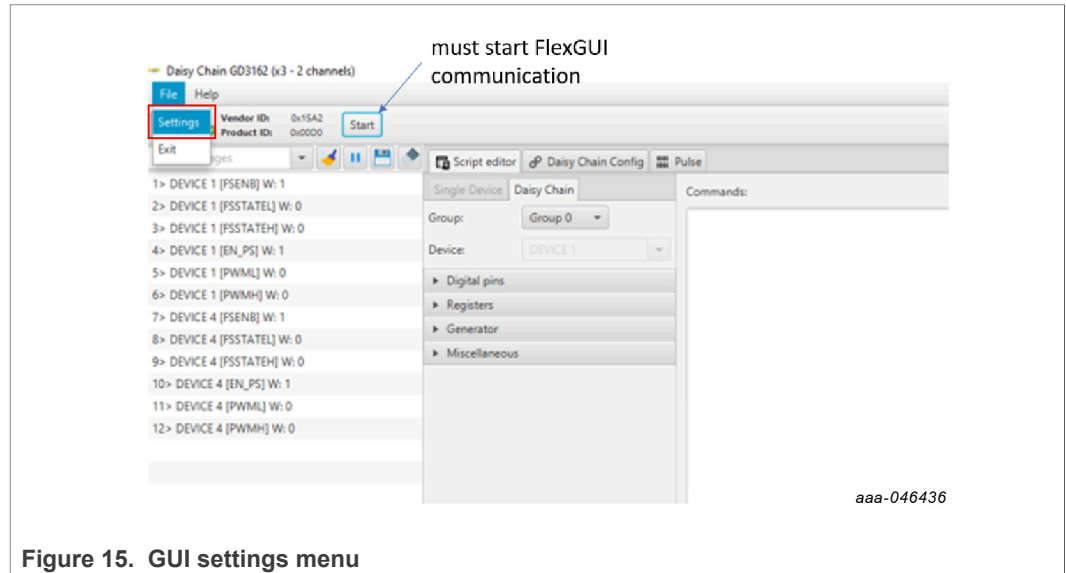 must start FlexGUI
communication
Daisy Chain GD3162 (x3 - 2 channels)
File Help
Settings Vendor ID: 0x15A2 Start
Product ID: 0x00D0
Exit ages
Script editor Daisy Chain Config Pulse
1> DEVICE 1 [FSENB] W: 1
Single Device Daisy Chain Commands:
2> DEVICE 1 [FSSTATEL] W: 0
Group: Group 0
3> DEVICE 1 [FSSTATEH] W: 0
4> DEVICE 1 [EN_PS] W: 1
Device: DEVICE 1
5> DEVICE 1 [PWML] W: 0
Digital pins
6> DEVICE 1 [PWMH] W: 0
Registers
7> DEVICE 4 [FSENB] W: 1
Generator
8> DEVICE 4 [FSSTATEL] W: 0
Miscellaneous
9> DEVICE 4 [FSSTATEH] W: 0
10> DEVICE 4 [EN_PS] W: 1
11> DEVICE 4 [PWML] W: 0
12> DEVICE 4 [PWMH] W: 0
aaa-046436
Figure 15. GUI settings menu